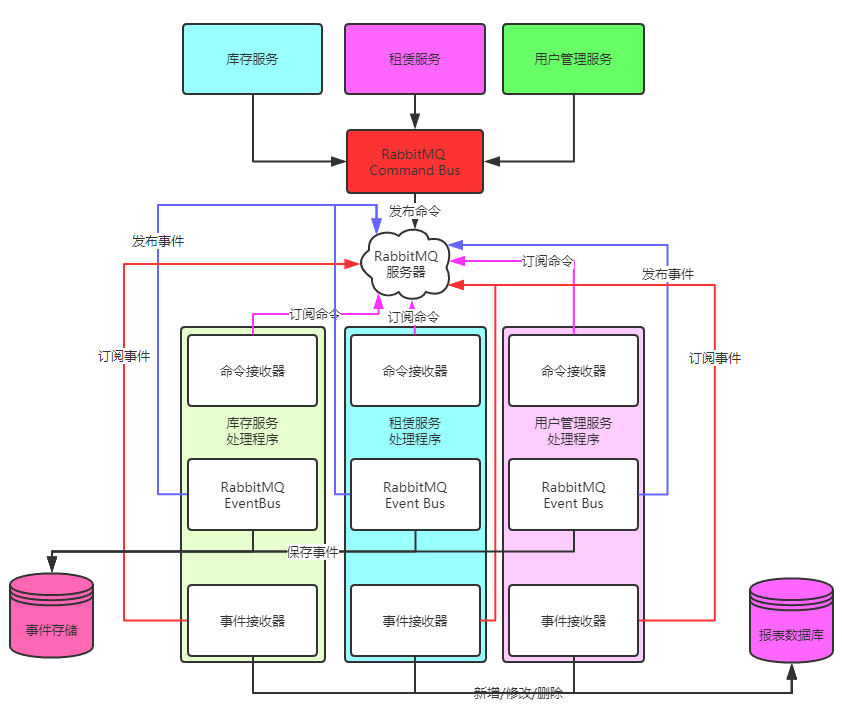 库存服务
租赁服务
用户管理服务
RabbitMQ
Command Bus
发布命令
发布事件
RabbitMQ
服务器
订阅命令
发布事件
订阅命令
订阅命令
订阅事件
订阅事件
命令接收器
命令接收器
命令接收器
库存服务
处理程序
租赁服务
处理程序
用户管理服务
处理程序
RabbitMQ
EventBus
RabbitMQ
Event Bus
RabbitMQ
Event Bus
保存事件
事件存储
事件接收器
事件接收器
事件接收器
报表数据库
新增/修改/删除